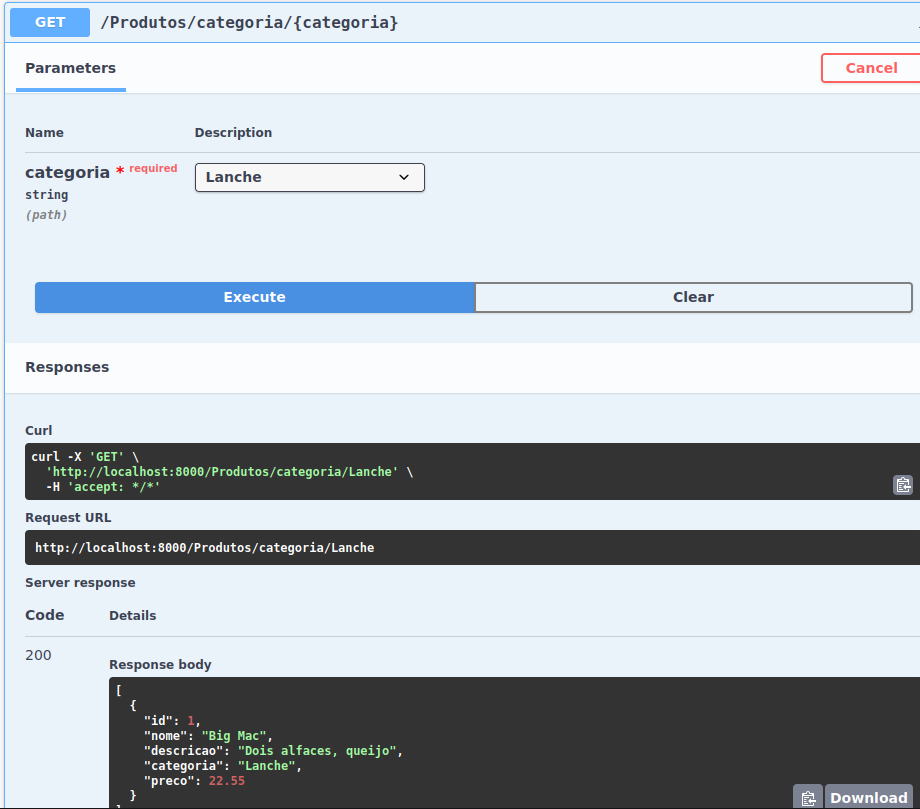 GET /Produtos/categoria/{categoria}
Parameters
Cancel
Name Description
categoria * required
Lanche
string
(path)
Execute Clear
Responses
Curl
curl -X 'GET' \
'http://localhost:8000/Produtos/categoria/Lanche' \
-H 'accept: */*'
Request URL
http://localhost:8000/Produtos/categoria/Lanche
Server response
Code Details
200
Response body
[
{
"id": 1,
"nome": "Big Mac",
"descricao": "Dois alfaces, queijo",
"categoria": "Lanche",
"preco": 22.55
}
Download